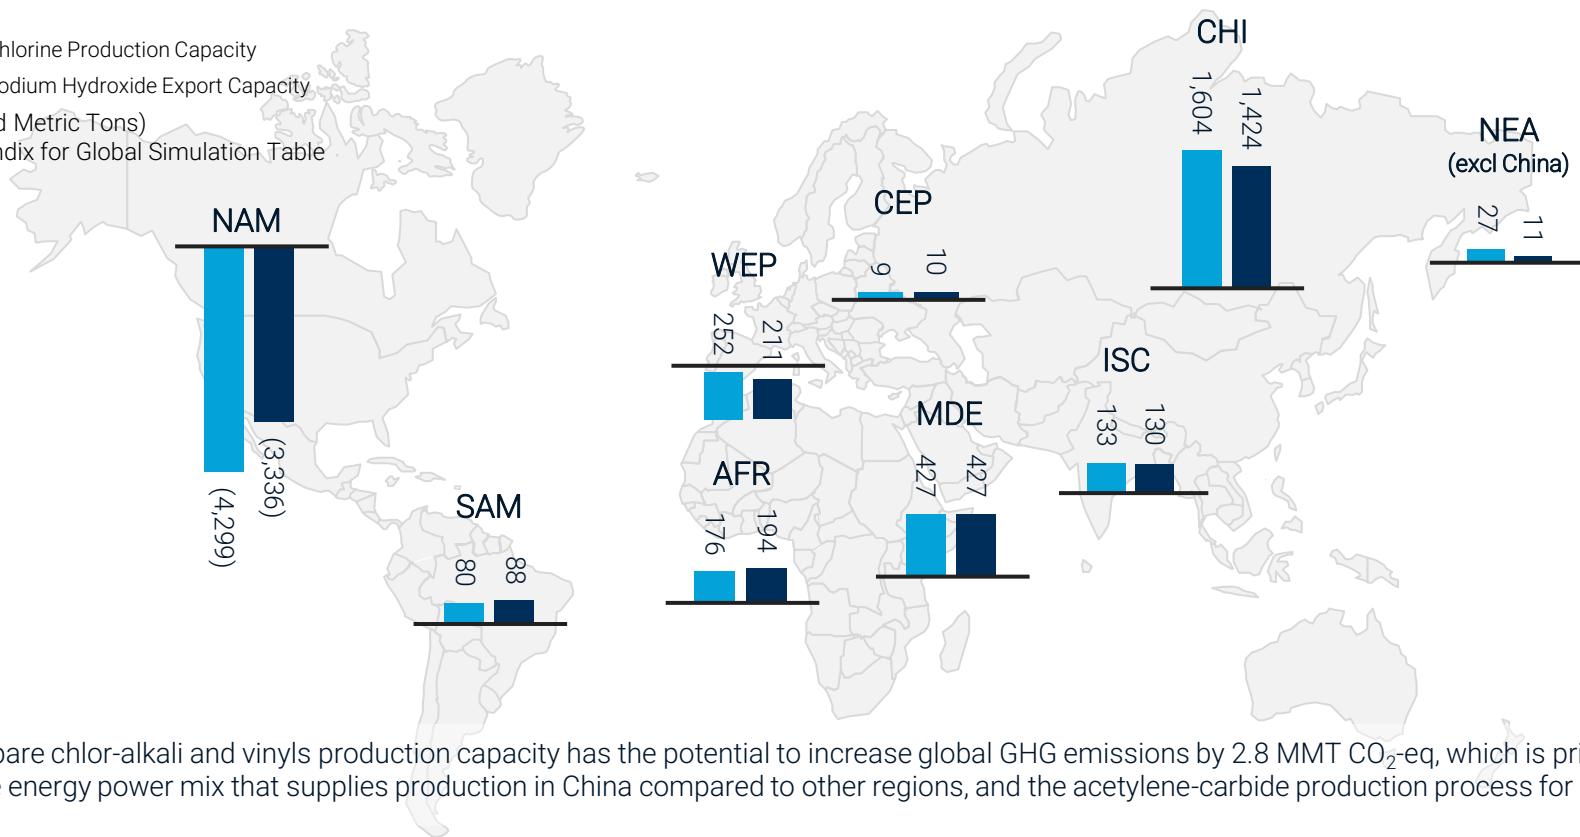 hlorine Production Capacity
odium Hydroxide Export Capacity
d Metric Tons)
ndix for Global Simulation Table
CHI
1,604
1,424
NEA
(excl China)
27
11
NAM
(4,299)
(3,336)
CEP
9
10
WEP
252
211
ISC
133
130
MDE
427
427
AFR
176
194
SAM
80
88
pare chlor-alkali and vinyls production capacity has the potential to increase global GHG emissions by 2.8 MMT CO2-eq, which is pri
e energy power mix that supplies production in China compared to other regions, and the acetylene-carbide production process for